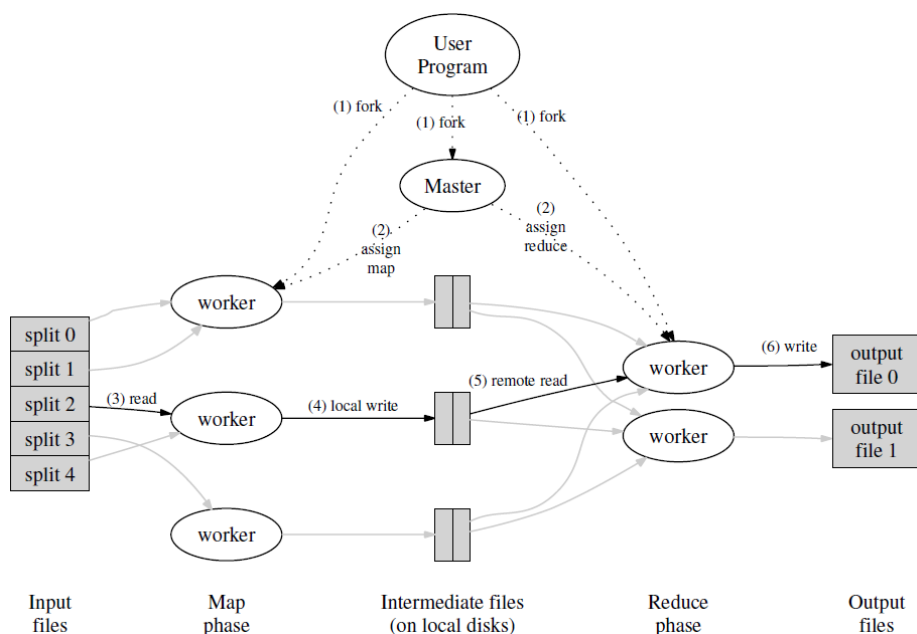 User
Program
(1) fork
(1) fork
(1) fork
Master
(2)
assign
map
(2)
assign
reduce
worker
split 0
split 1
split 2
split 3
split 4
(3) read
worker
(4) local write
(5) remote read
worker
(6) write
output
file 0
worker
output
file 1
worker
Input
files
Map
phase
Intermediate files
(on local disks)
Reduce
phase
Output
files